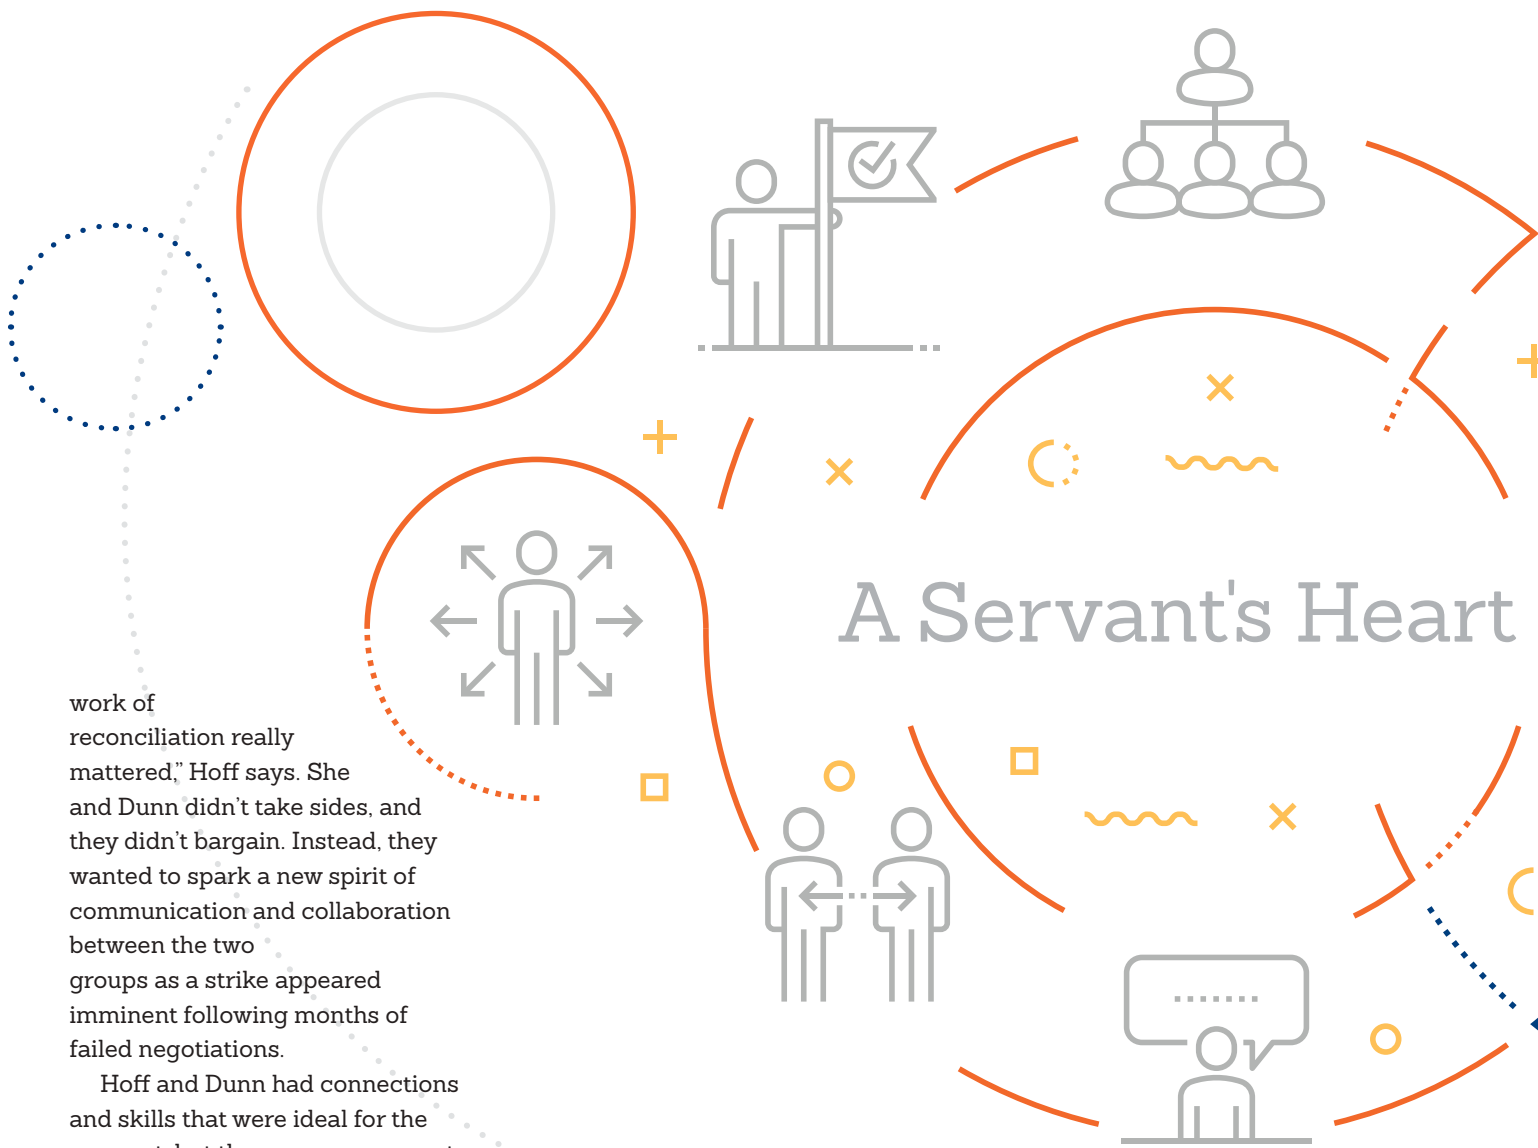 A Servant's Heart
work of
reconciliation really
mattered,” Hoff says. She
and Dunn didn’t take sides, and
they didn’t bargain. Instead, they
wanted to spark a new spirit of
communication and collaboration
between the two
groups as a strike appeared
imminent following months of
failed negotiations.
Hoff and Dunn had connections
and skills that were ideal for the